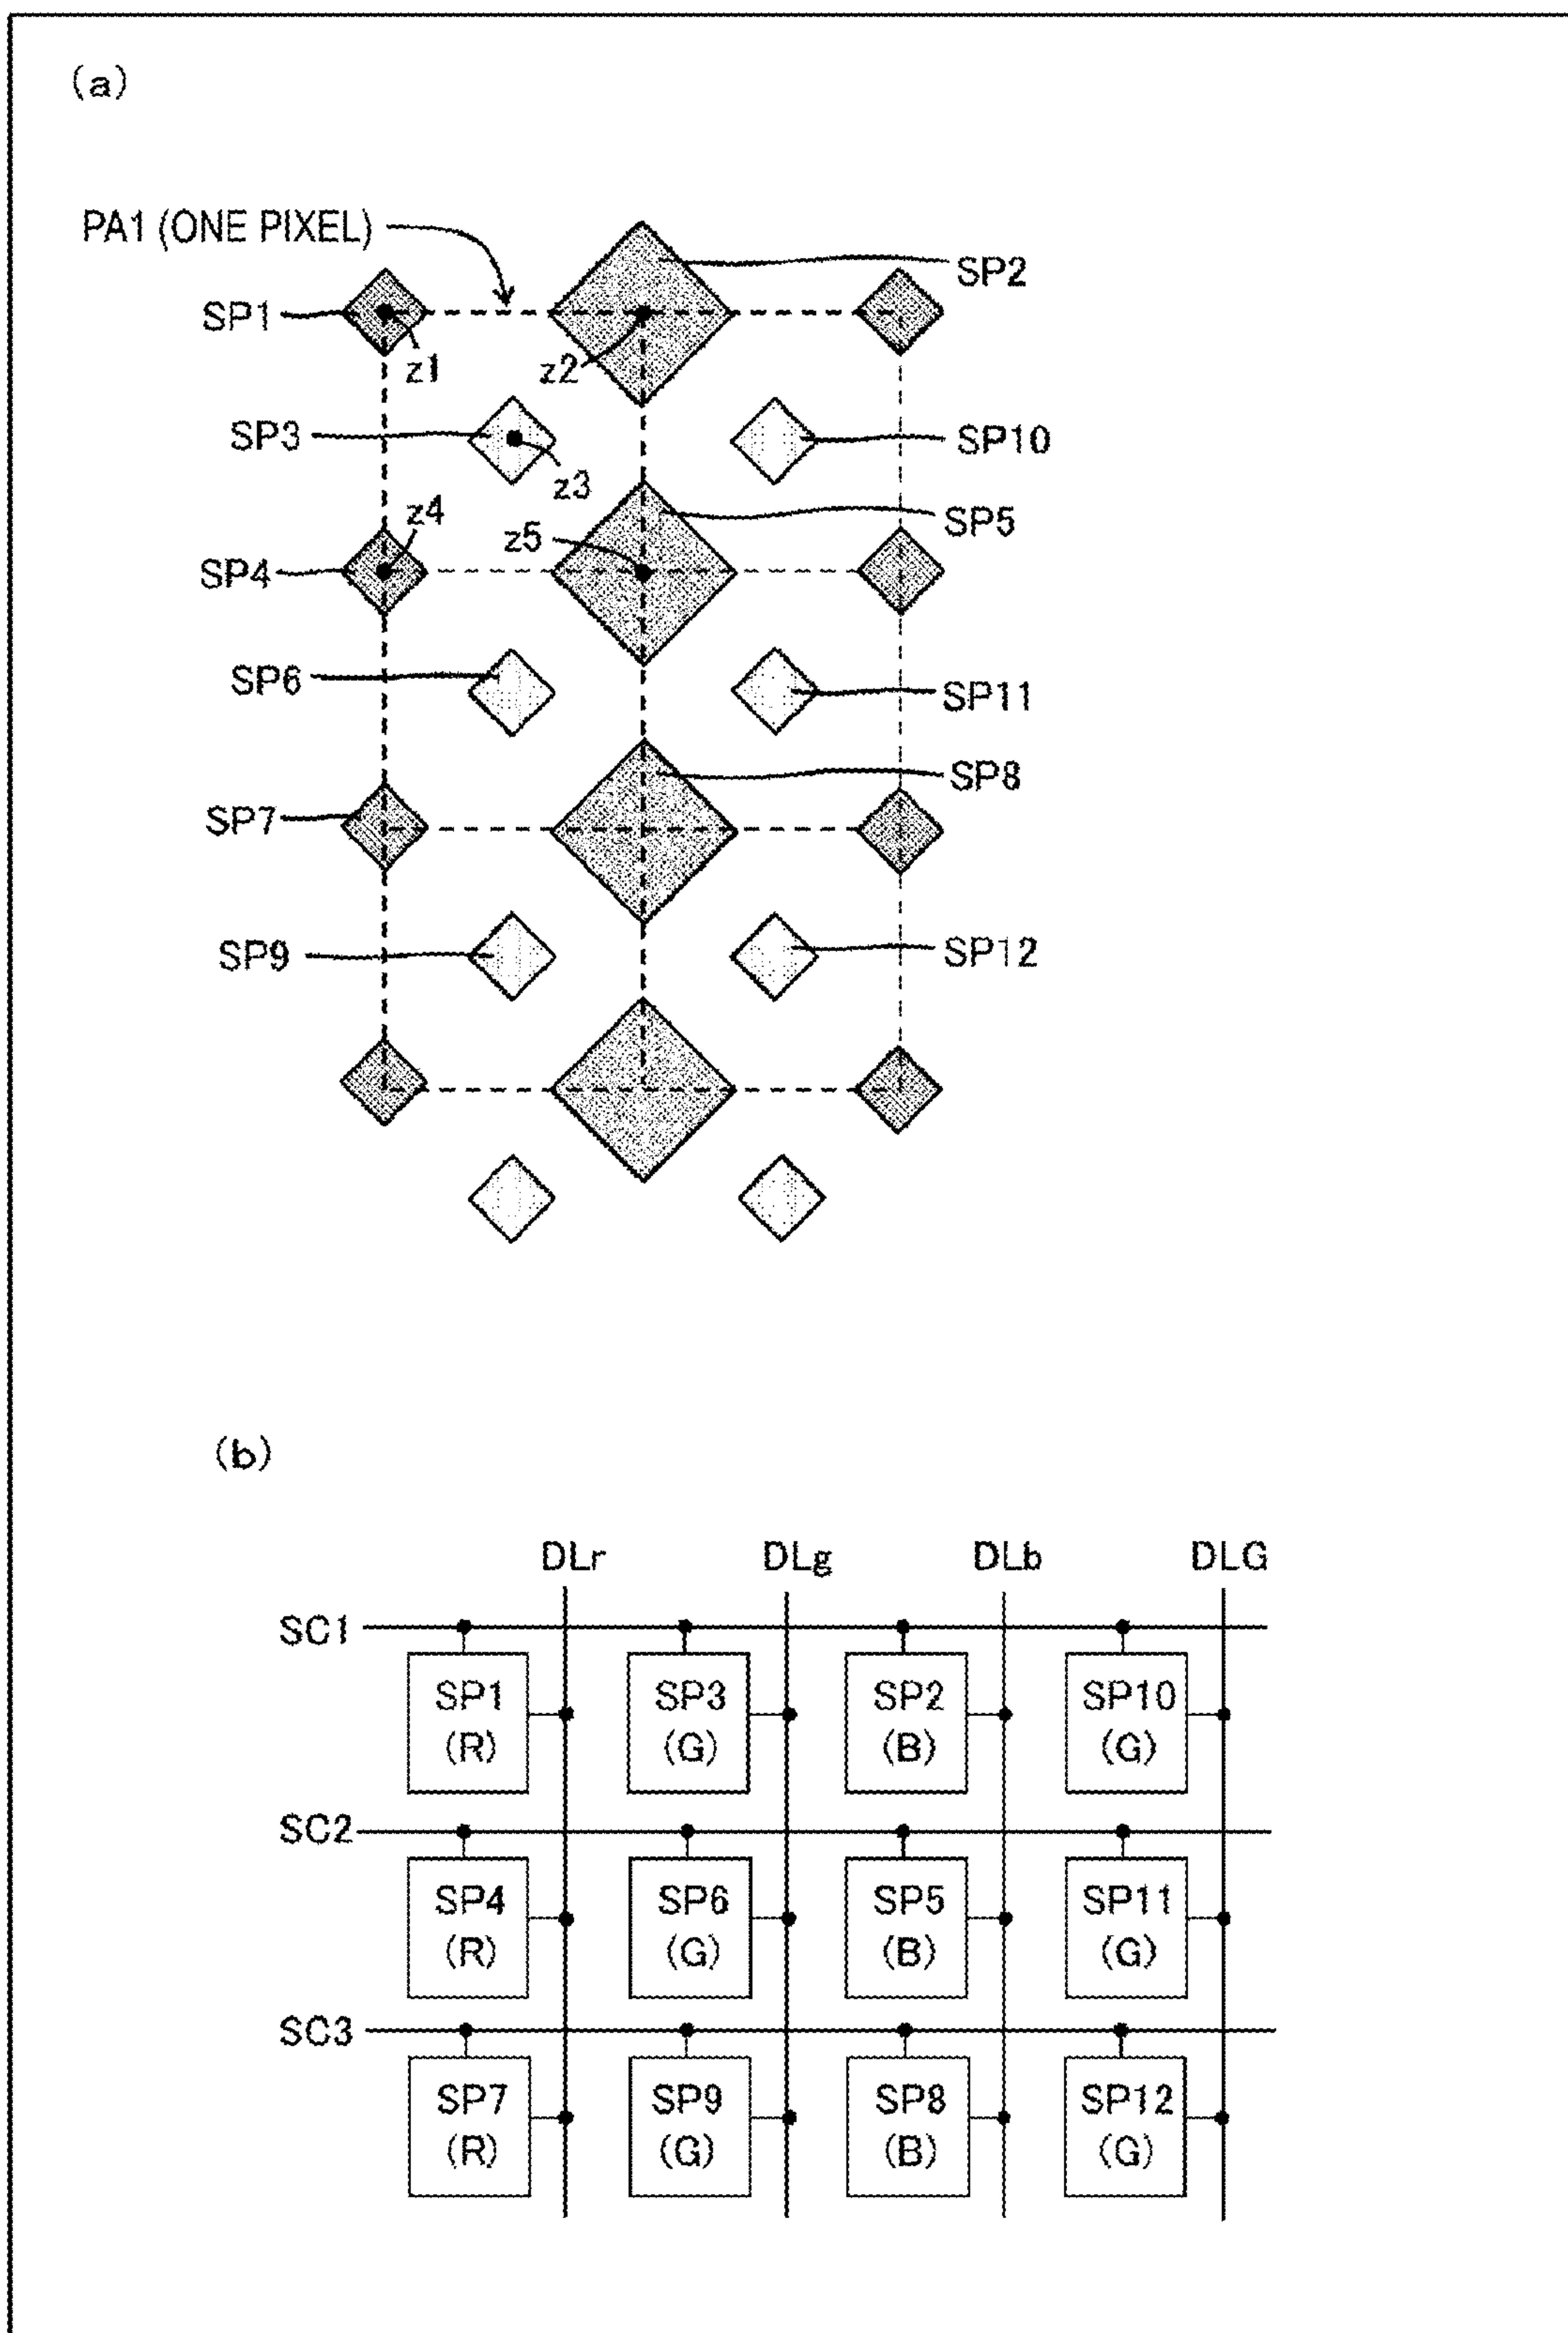 (a)
PA1 (ONE PIXEL)
SP2
SP1
z1
z2
SP3
SP10
z3
z4
SP5
z5
SP4
SP6
SP11
SP8
SP7
SP9
SP12
(b)
DLr DLg DLb DLG
SC1
SP1 SP3 SP2 SP10
(R) (G) (B) (G)
SC2
SP4 SP6 SP5 SP11
(R) (G) (B) (G)
SC3
SP7 SP9 SP8 SP12
(R) (G) (B) (G)